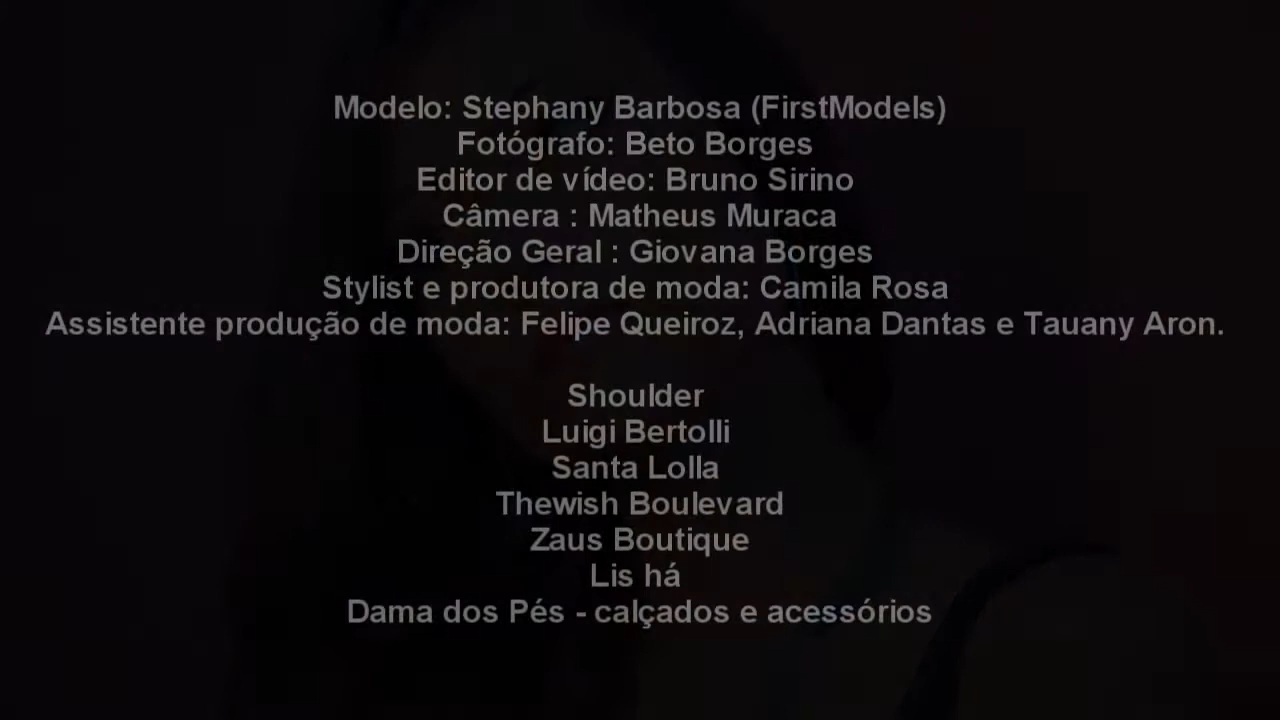 Modelo: Stephany Barbosa (FirstModels)
Fotógrafo: Beto Borges
Editor de vídeo: Bruno Sirino
Câmera : Matheus Muraca
Direção Geral : Giovana Borges
Stylist e produtora de moda: Camila Rosa
Assistente produção de moda: Felipe Queiroz, Adriana Dantas e Tauany Aron.
Shoulder
Luigi Bertolli
Santa Lolla
Thewish Boulevard
Zaus Boutique
Lis há
Dama dos Pés - calçados e acessórios